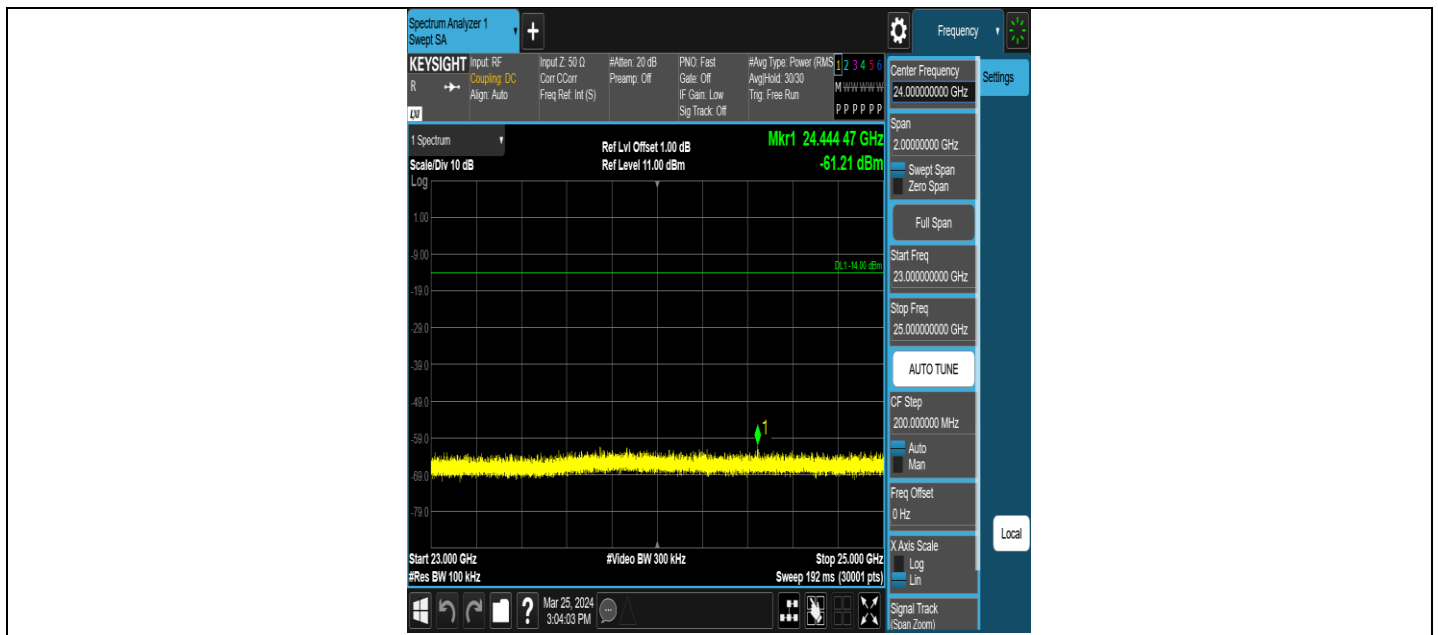 Spectrum Analyzer 1
Swept SA
+
Frequency
KEYSIGHT
R
LXI
Input: RF
Coupling: DC
Align: Auto
Input Z: 50 Ω
Corr CCorr
Freq Ref: Int (S)
#Atten: 20 dB
Preamp: Off
PNO: Fast
Gate: Off
IF Gain: Low
Sig Track: Off
#Avg Type: Power (RMS
Avg|Hold: 30/30
Trig: Free Run
1 2 3 4 5 6
M W W W W W
P P P P P P
1 Spectrum
Scale/Div 10 dB
Log
Ref Lvl Offset 1.00 dB
Ref Level 11.00 dBm
Mkr1 24.444 47 GHz
-61.21 dBm
1.00
-9.00
DL1 -14.00 dBm
-19.0
-29.0
-39.0
-49.0
1
-59.0
-69.0
-79.0
Start 23.000 GHz
#Res BW 100 kHz
#Video BW 300 kHz
Stop 25.000 GHz
Sweep 192 ms (30001 pts)
?
Mar 25, 2024
3:04:03 PM
Center Frequency
24.00000000 GHz
Settings
Span
2.00000000 GHz
Swept Span
Zero Span
Full Span
Start Freq
23.000000000 GHz
Stop Freq
25.000000000 GHz
AUTO TUNE
CF Step
200.000000 MHz
Auto
Man
Freq Offset
0 Hz
X Axis Scale
Log
Lin
Signal Track
(Span Zoom)
Local